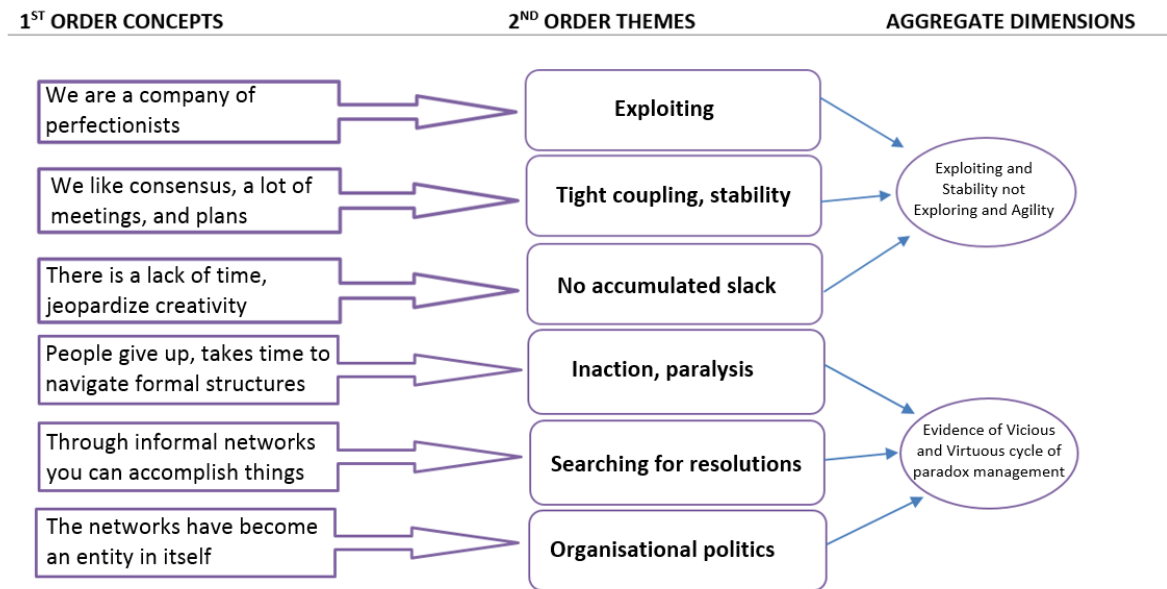 1ST ORDER CONCEPTS
2ND ORDER THEMES
AGGREGATE DIMENSIONS
We are a company of
perfectionists
Exploiting
We like consensus, a lot of
meetings, and plans
Tight coupling, stability
Exploiting and
Stability not
Exploring and Agility
There is a lack of time,
jeopardize creativity
No accumulated slack
People give up, takes time to
navigate formal structures
Inaction, paralysis
Through informal networks
you can accomplish things
Searching for resolutions
Evidence of Vicious
and Virtuous cycle of
paradox management
The networks have become
an entity in itself
Organisational politics